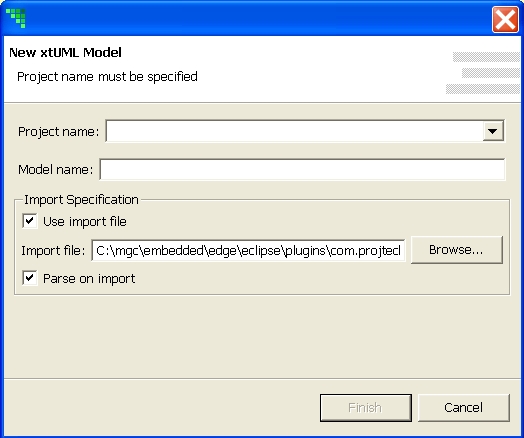 New xtUML Model
Project name must be specified
Project name:
Model name:
Import Specification
Use import file
Import file: C:\mgc\embedded\edge\eclipse\plugins\com.projtecl Browse...
Parse on import
Finish Cancel